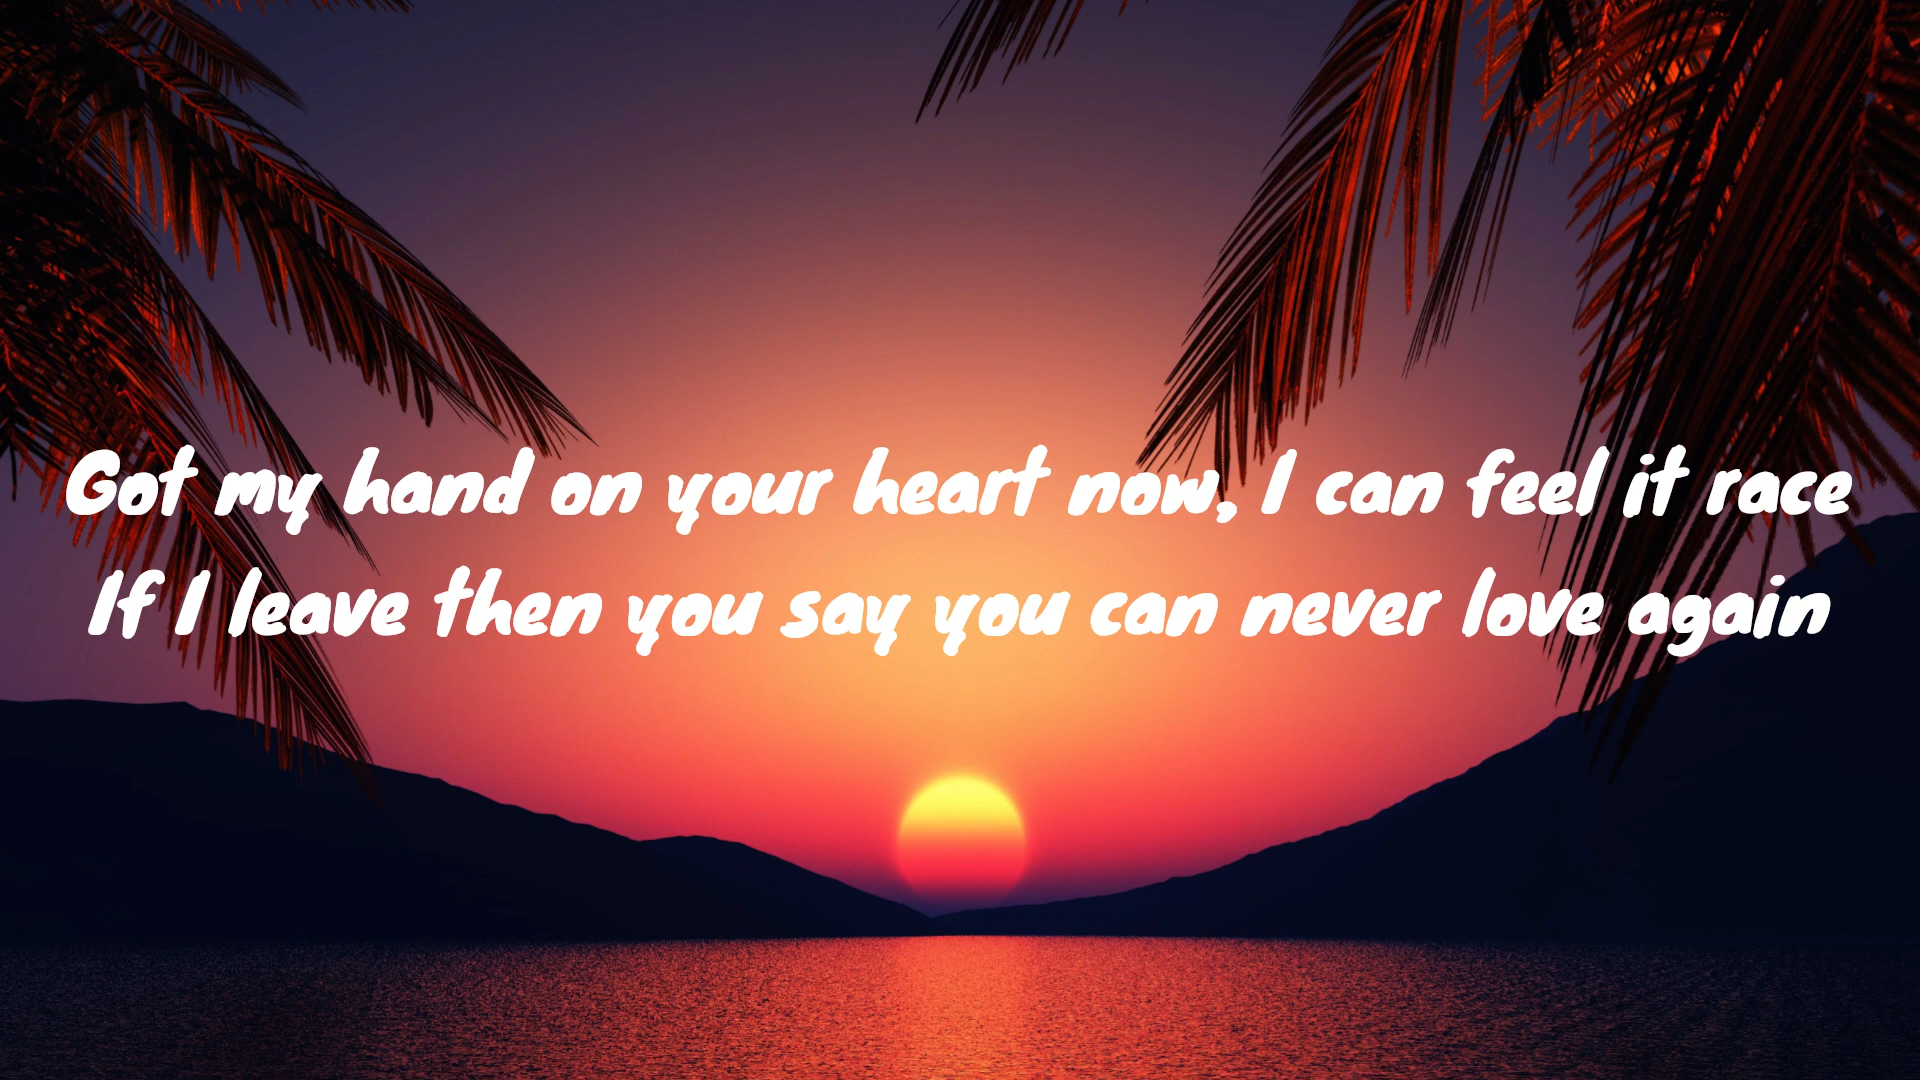 Got my hand on your heart now, I can feel it race
If I leave then you say you can never love again